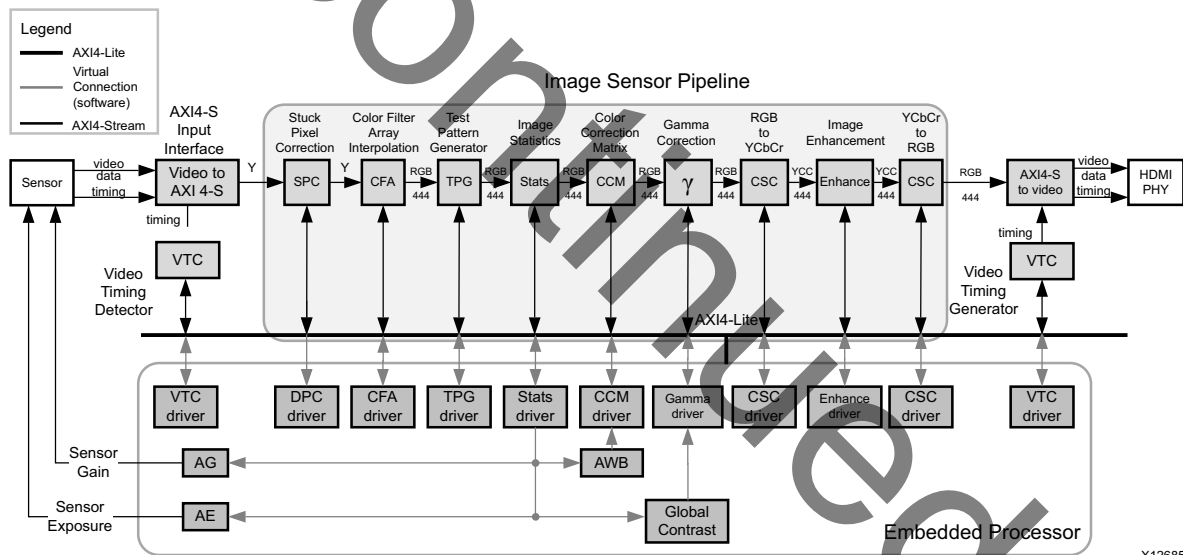 Legend
AXI4-Lite
Virtual
Connection
(software)
AXI4-Stream
Image Sensor Pipeline
AXI4-S
Input
Interface
Stuck
Pixel
Correction
Color Filter
Array
Interpolation
Test
Pattern
Generator
Image
Statistics
Color
Correction
Matrix
Gamma
Correction
RGB
to
YCbCr
Image
Enhancement
YCbCr
to
RGB
Sensor
video
data
timing
Video to
AXI 4-S
Y
SPC
Y
CFA
RGB
444
TPG
RGB
444
Stats
RGB
444
CCM
RGB
444
γ
RGB
444
CSC
YCC
444
Enhance
YCC
444
CSC
RGB
444
AXI4-S
to video
video
data
timing
HDMI
PHY
timing
timing
VTC
Video
Timing
Detector
VTC
Video
Timing
Generator
AXI4-Lite
VTC
driver
DPC
driver
CFA
driver
TPG
driver
Stats
driver
CCM
driver
Gamma
driver
CSC
driver
Enhance
driver
CSC
driver
VTC
driver
Sensor
Gain
AG
AWB
Sensor
Exposure
AE
Global
Contrast
Embedded Processor
ontinued